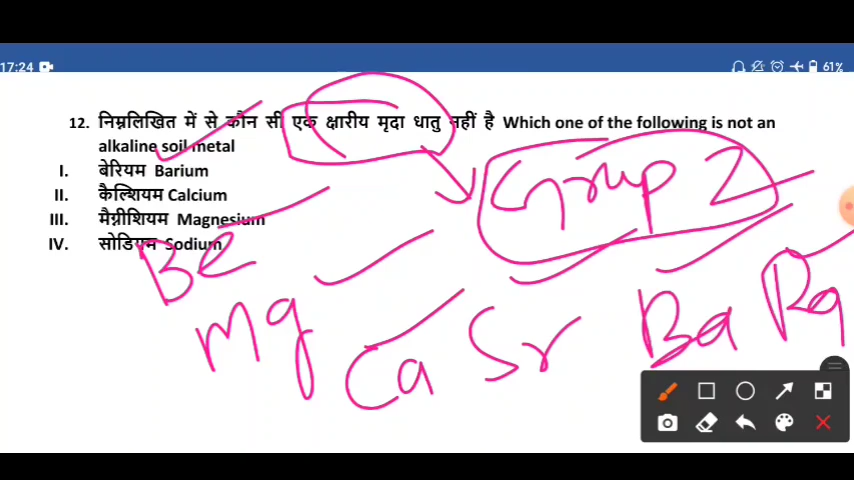 17:24 61%
12. निम्नलिखित में से कौन सी एक क्षारीय मृदा धातु नहीं है Which one of the following is not an
alkaline soil metal
I. बेरियम Barium
II. कैल्शियम Calcium
III. मैग्नीशियम Magnesium
IV. सोडियम Sodium
Group 2
Be
Mg
Ca Sr Ba Ra